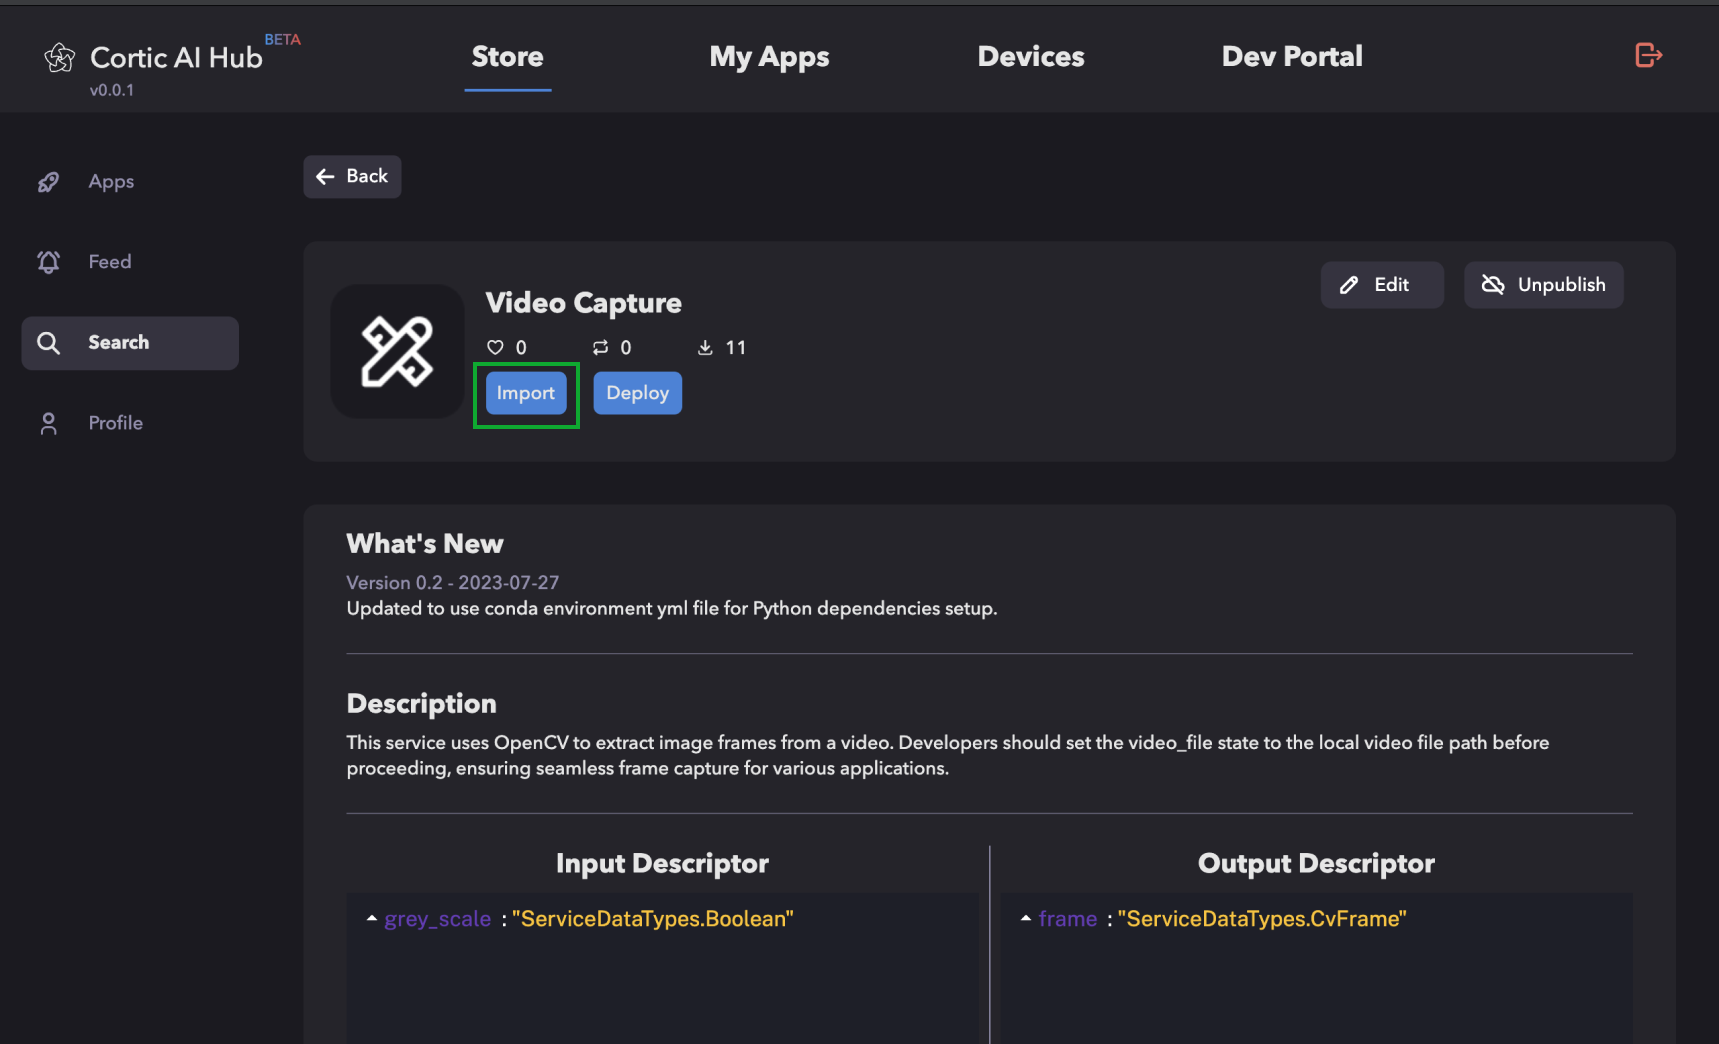 Cortic AI Hub BETA
v0.0.1
Store
My Apps
Devices
Dev Portal
Apps
Feed
Search
Profile
Back
Video Capture
0 0 11
Import
Deploy
Edit
Unpublish
What's New
Version 0.2 - 2023-07-27
Updated to use conda environment yml file for Python dependencies setup.
Description
This service uses OpenCV to extract image frames from a video. Developers should set the video_file state to the local video file path before
proceeding, ensuring seamless frame capture for various applications.
Input Descriptor
grey_scale : "ServiceDataTypes.Boolean"
Output Descriptor
frame : "ServiceDataTypes.CvFrame"